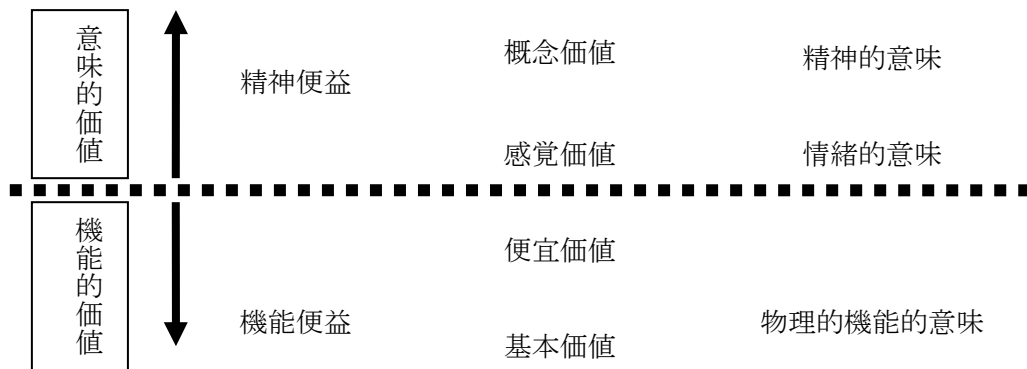 意味的価値
精神便益
概念価値
精神的意味
感覚価値
情緒的意味
機能的価値
機能便益
便宜価値
基本価値
物理的機能的意味